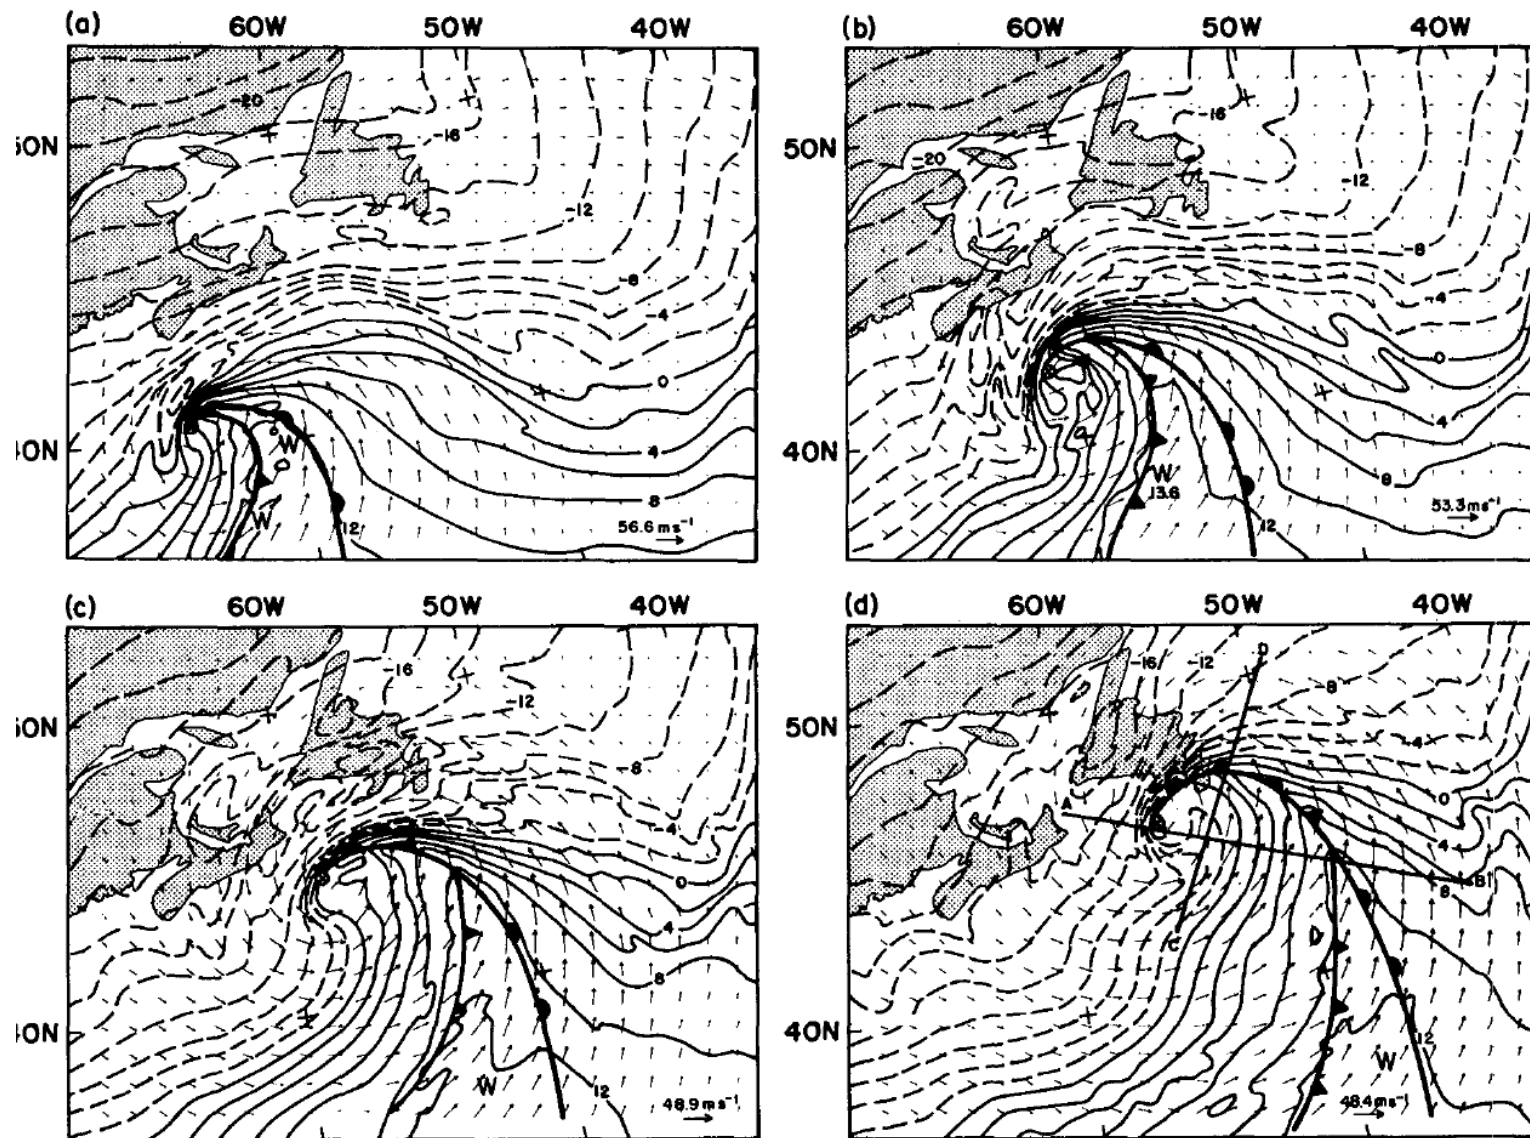 (a) 60W 50W 40W
-20
-16
-12
-8
-4
0
4
8
W
W
12
56.6 ms⁻¹
40N
(b) 60W 50W 40W
50N
-20
-16
-12
-8
-4
0
4
8
W
13.6
12
53.3 ms⁻¹
40N
(c) 60W 50W 40W
-16
-12
-8
-4
0
4
8
W
12
48.9 ms⁻¹
40N
(d) 60W 50W 40W
50N
-16 -12
D
-8
-4
0
A
4
B
8
C
D
W
12
48.4 ms⁻¹
40N